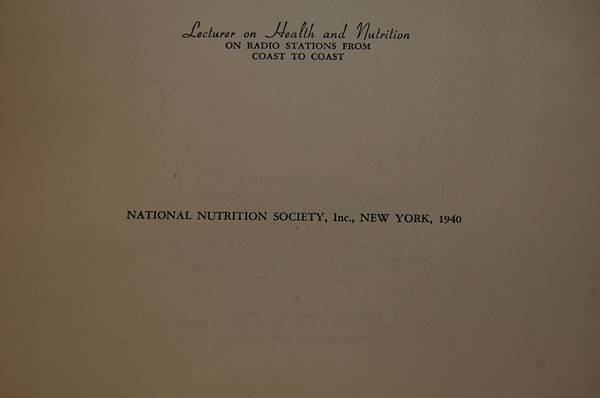 Lecturer on Health and Nutrition
ON RADIO STATIONS FROM
COAST TO COAST
NATIONAL NUTRITION SOCIETY, Inc., NEW YORK, 1940